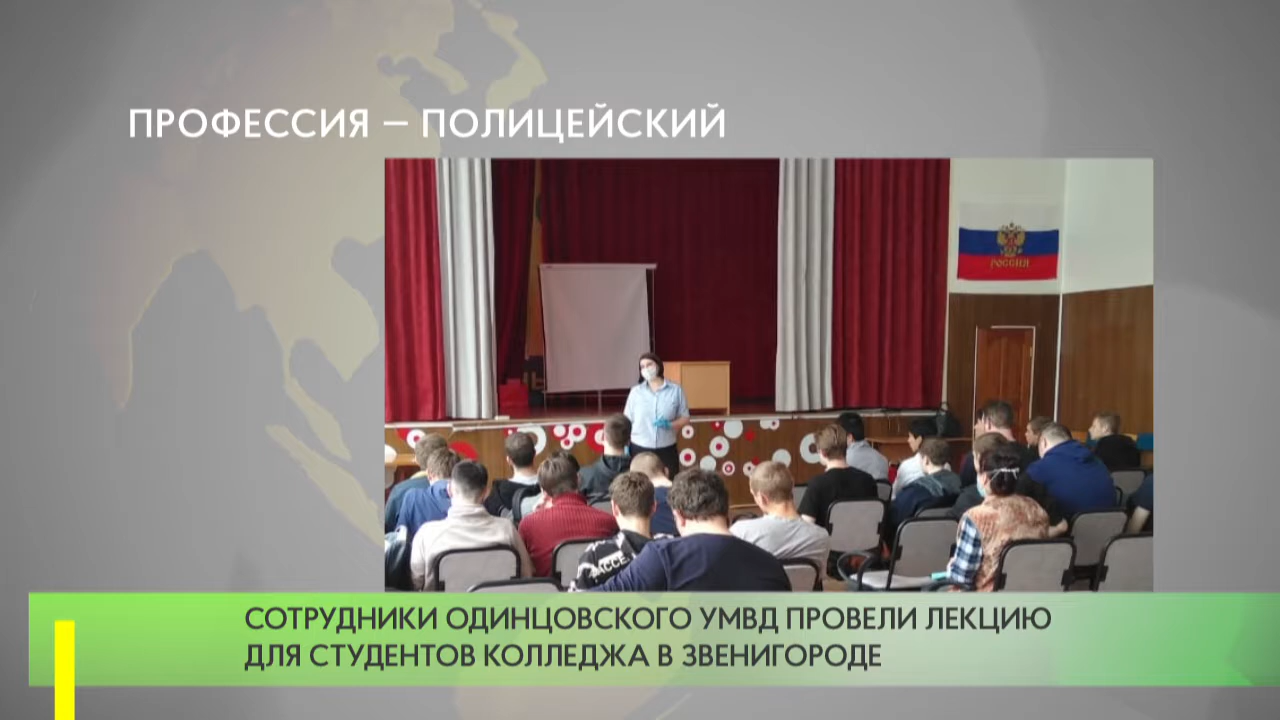 ПРОФЕССИЯ – ПОЛИЦЕЙСКИЙ
РОССИЯ
СОТРУДНИКИ ОДИНЦОВСКОГО УМВД ПРОВЕЛИ ЛЕКЦИЮ
ДЛЯ СТУДЕНТОВ КОЛЛЕДЖА В ЗВЕНИГОРОДЕ